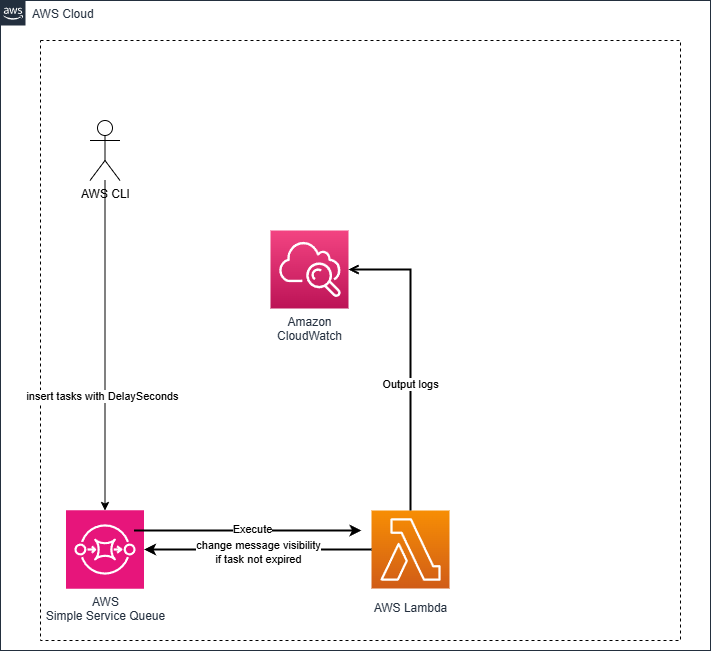 aws
AWS Cloud
AWS CLI
Amazon
CloudWatch
Output logs
insert tasks with DelaySeconds
Execute
change message visibility
if task not expired
AWS
Simple Service Queue
AWS Lambda